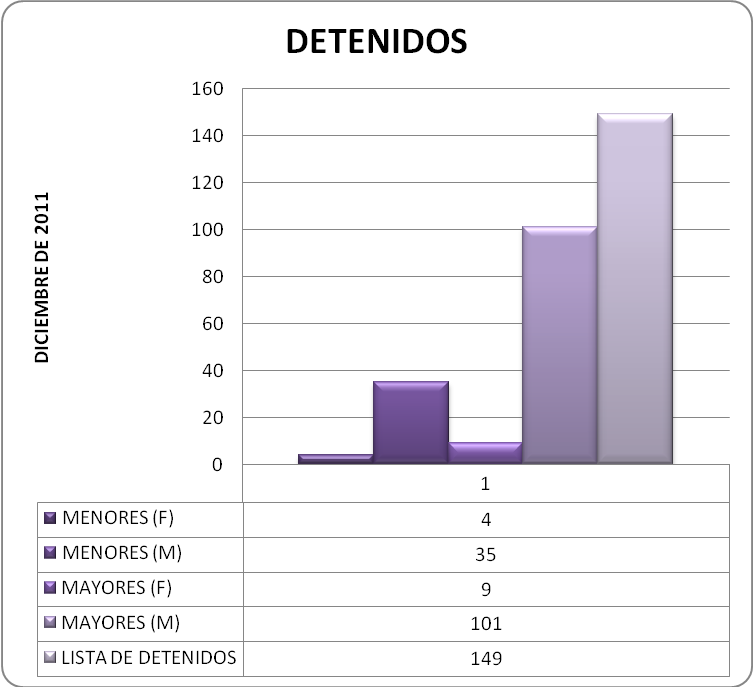 DETENIDOS
DICIEMBRE DE 2011
160
140
120
100
80
60
40
20
0
1
MENORES (F) 4
MENORES (M) 35
MAYORES (F) 9
MAYORES (M) 101
LISTA DE DETENIDOS 149